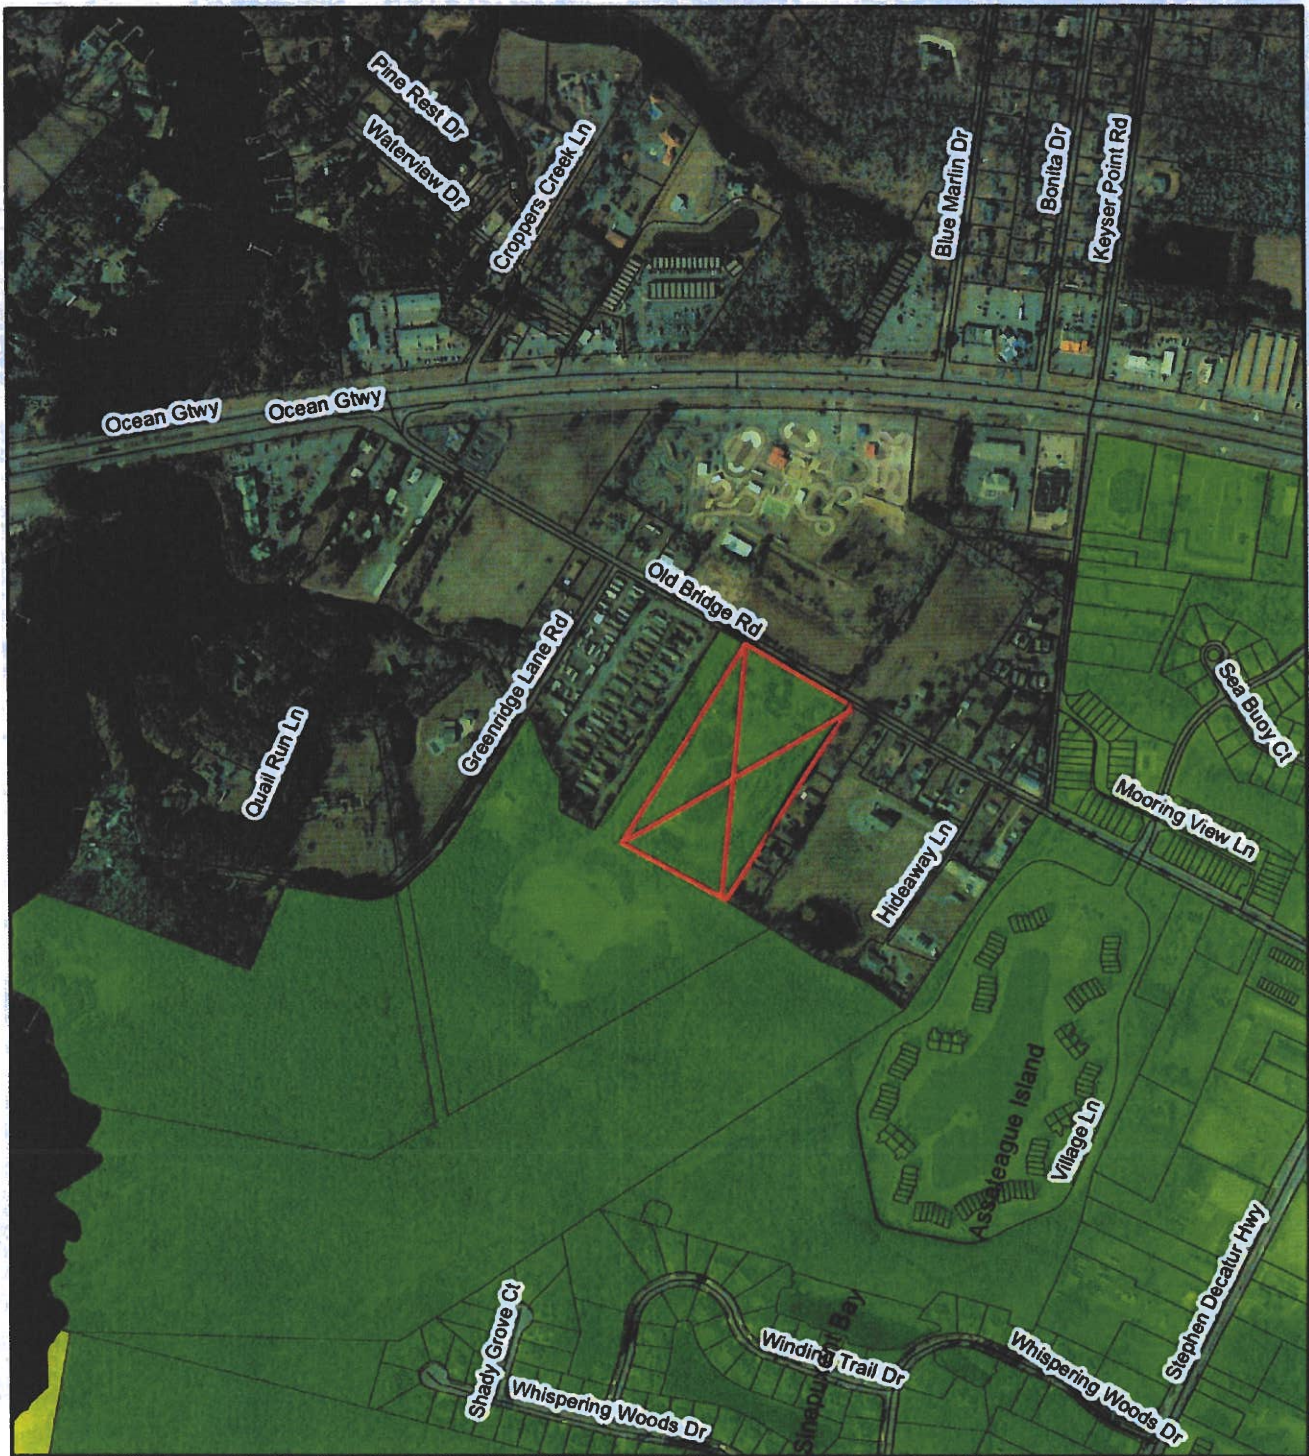 Pine Rest Dr
Waterview Dr
Croppers Creek Ln
Blue Marlin Dr
Bonita Dr
Keyser Point Rd
Ocean Gtwy
Ocean Gtwy
Old Bridge Rd
Greenridge Lane Rd
Quail Run Ln
Sea Buoy Ct
Mooring View Ln
Hideaway Ln
Assateague Island
Village Ln
Stephen Decatur Hwy
Shady Grove Ct
Winding Trail Dr
Sinepuxent Bay
Whispering Woods Dr
Whispering Woods Dr